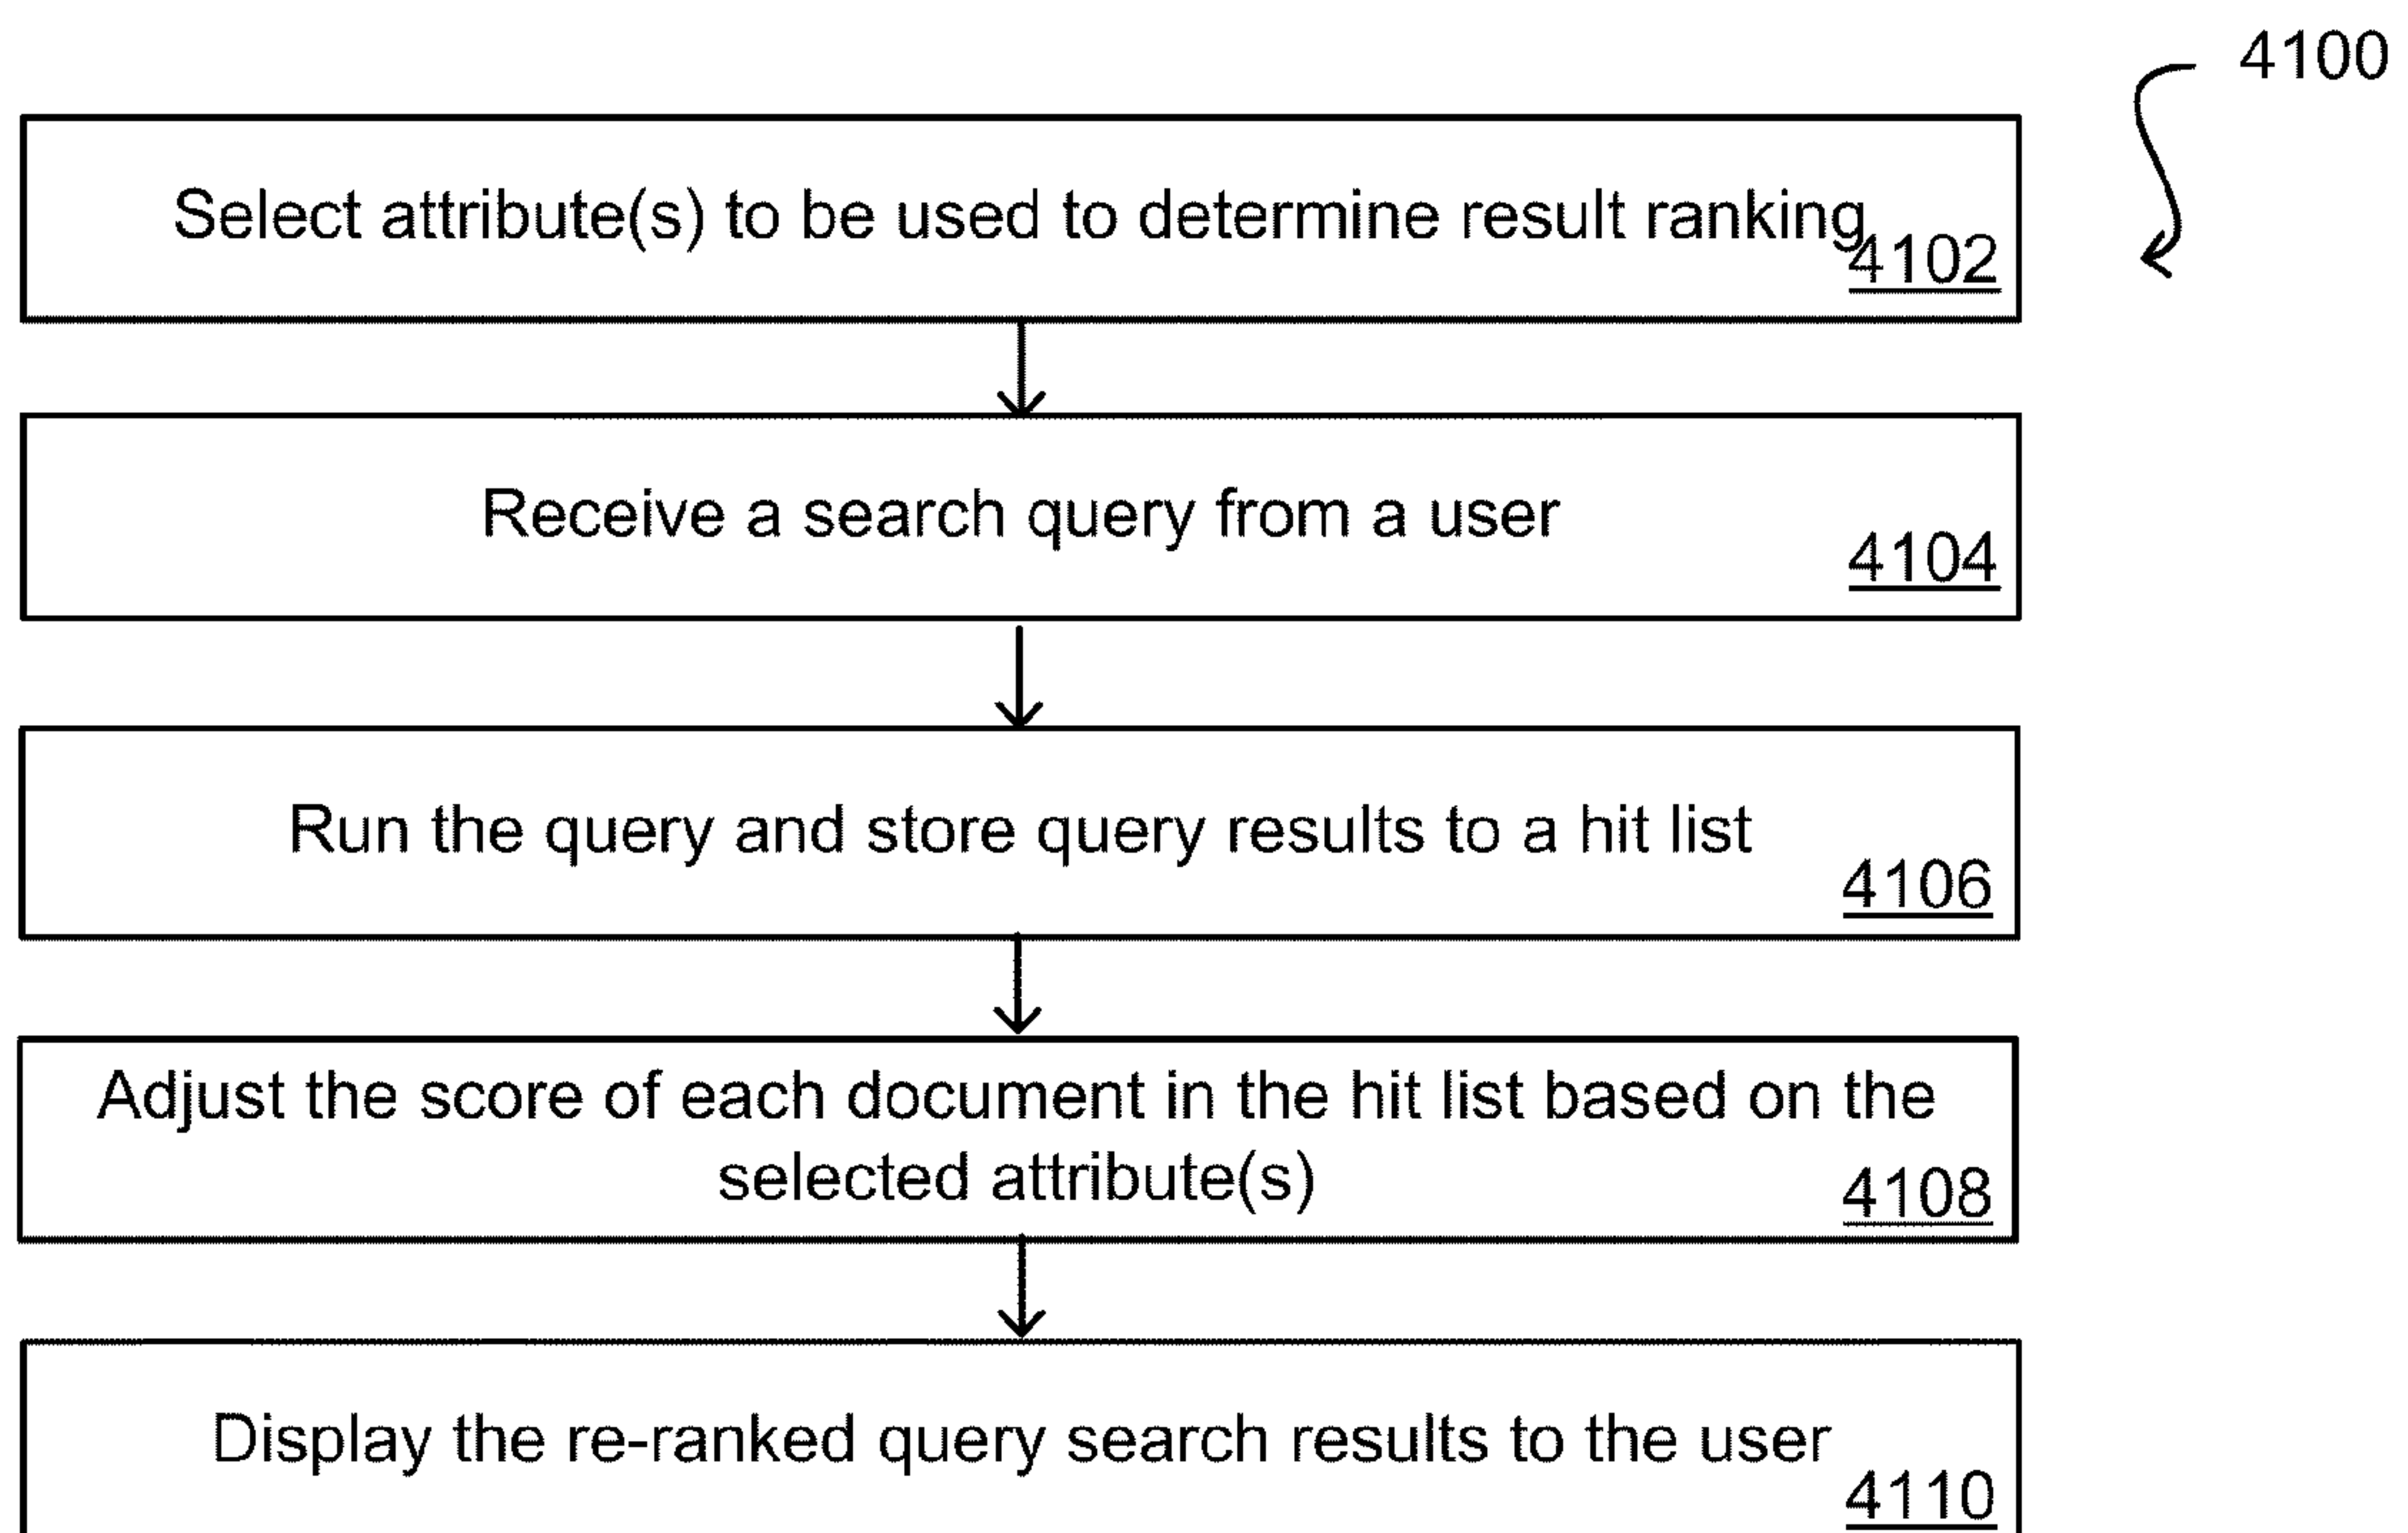 4100
Select attribute(s) to be used to determine result ranking
4102
Receive a search query from a user
4104
Run the query and store query results to a hit list
4106
Adjust the score of each document in the hit list based on the
selected attribute(s)
4108
Display the re-ranked query search results to the user
4110